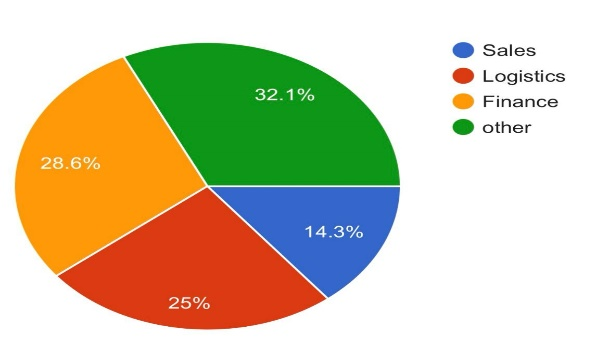 Sales
Logistics
Finance
other
32.1%
28.6%
14.3%
25%